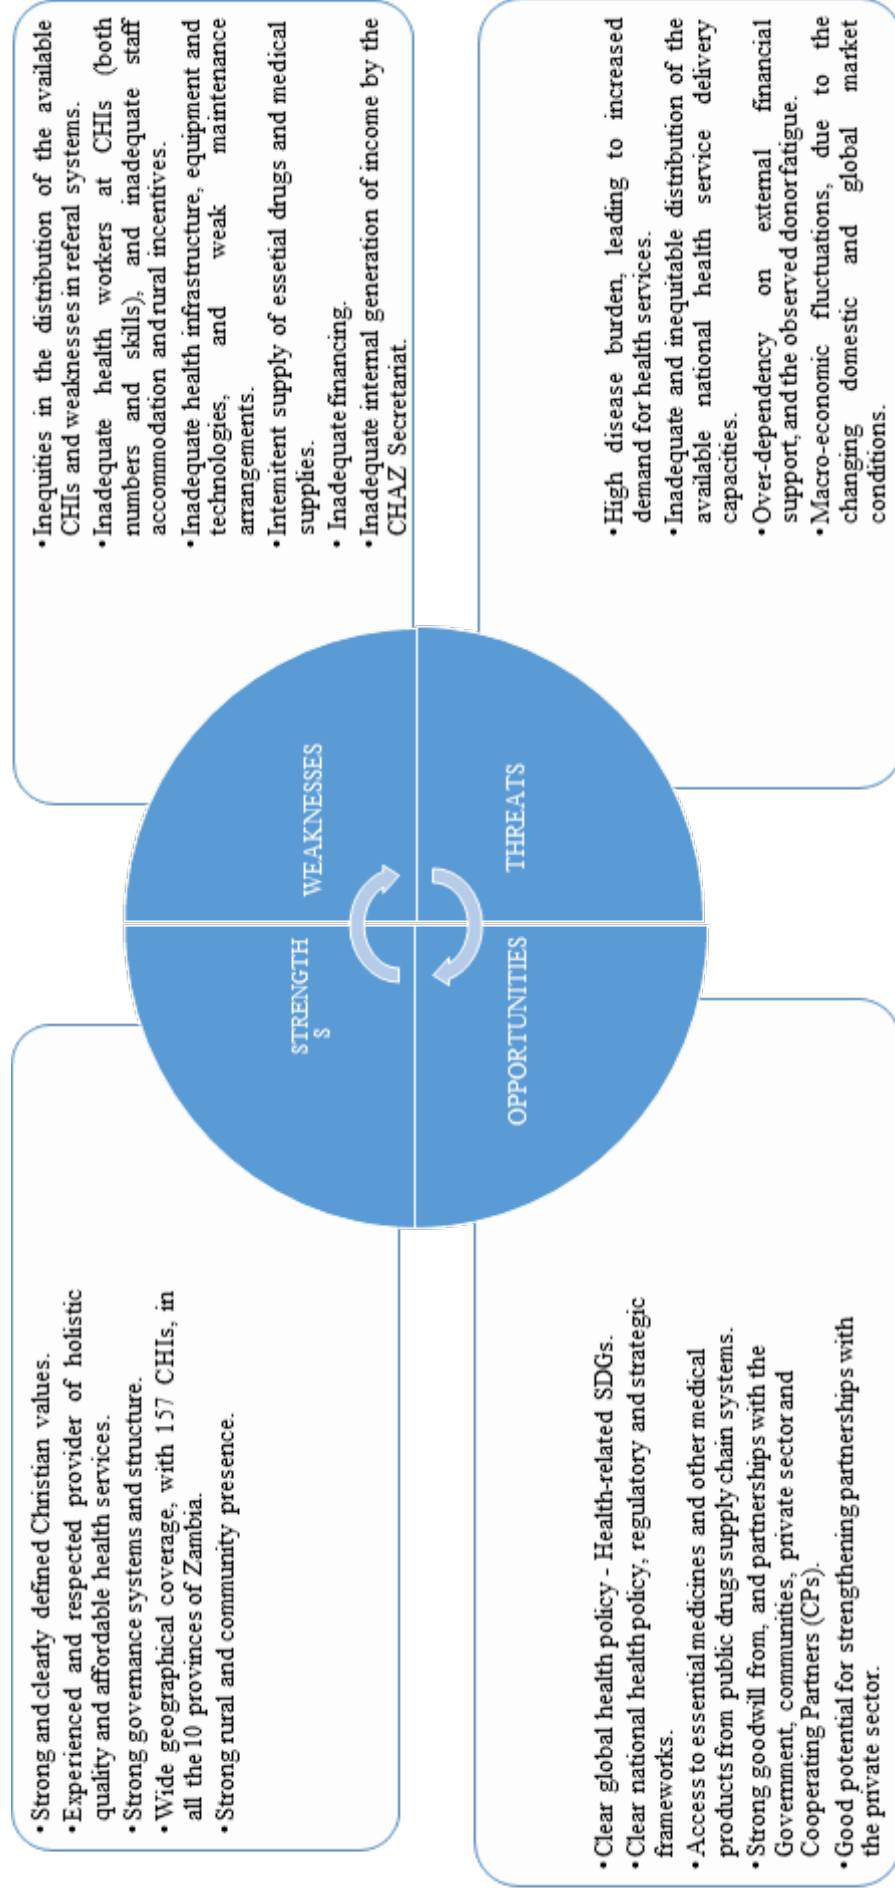 • Strong and clearly defined Christian values.
• Experienced and respected provider of holistic
quality and affordable health services.
• Strong governance systems and structure.
• Wide geographical coverage, with 157 CHIs, in
all the 10 provinces of Zambia.
• Strong rural and community presence.
• Inequities in the distribution of the available
CHIs and weaknesses in referal systems.
• Inadequate health workers at CHIs (both
numbers and skills), and inadequate staff
accommodation and rural incentives.
• Inadequate health infrastructure, equipment and
technologies, and weak maintenance
arrangements.
• Intemitent supply of essetial drugs and medical
supplies.
• Inadequate financing.
• Inadequate internal generation of income by the
CHAZ Secretariat.
STRENGTH
S
WEAKNESSES
OPPORTUNITIES
THREATS
• Clear global health policy - Health-related SDGs.
• Clear national health policy, regulatory and strategic
frameworks.
• Access to essential medicines and other medical
products from public drugs supply chain systems.
• Strong goodwill from, and partnerships with the
Government, communities, private sector and
Cooperating Partners (CPs).
• Good potential for strengthening partnerships with
the private sector.
• High disease burden, leading to increased
demand for health services.
• Inadequate and inequitable distribution of the
available national health service delivery
capacities.
• Over-dependency on external financial
support, and the observed donor fatigue.
• Macro-economic fluctuations, due to the
changing domestic and global market
conditions.